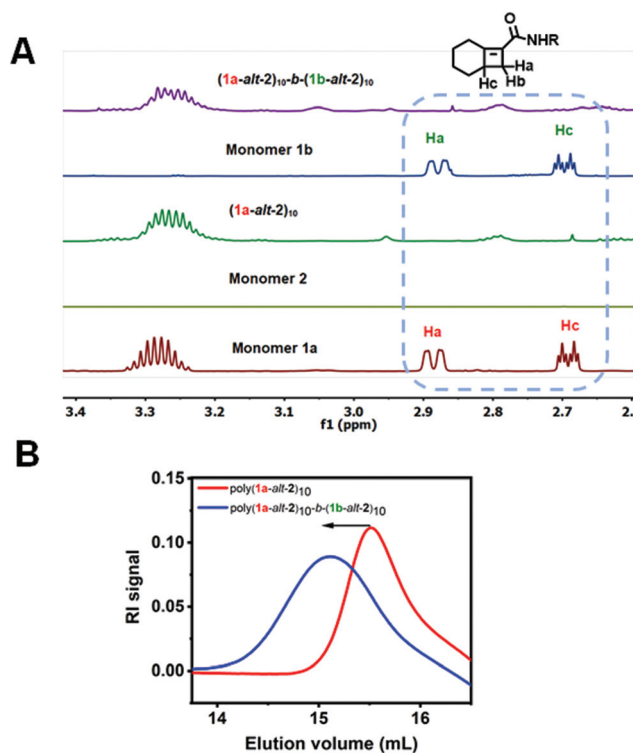 A
O
NHR
Ha
Hb
Hc
(1a-alt-2)10-b-(1b-alt-2)10
Monomer 1b
Ha
Hc
(1a-alt-2)10
Monomer 2
Monomer 1a
Ha
Hc
3.4 3.3 3.2 3.1 3.0 2.9 2.8 2.7 2.
f1 (ppm)
B
0.15
0.10
0.05
0.00
RI signal
poly(1a-alt-2)10
poly(1a-alt-2)10-b-(1b-alt-2)10
14 15 16
Elution volume (mL)